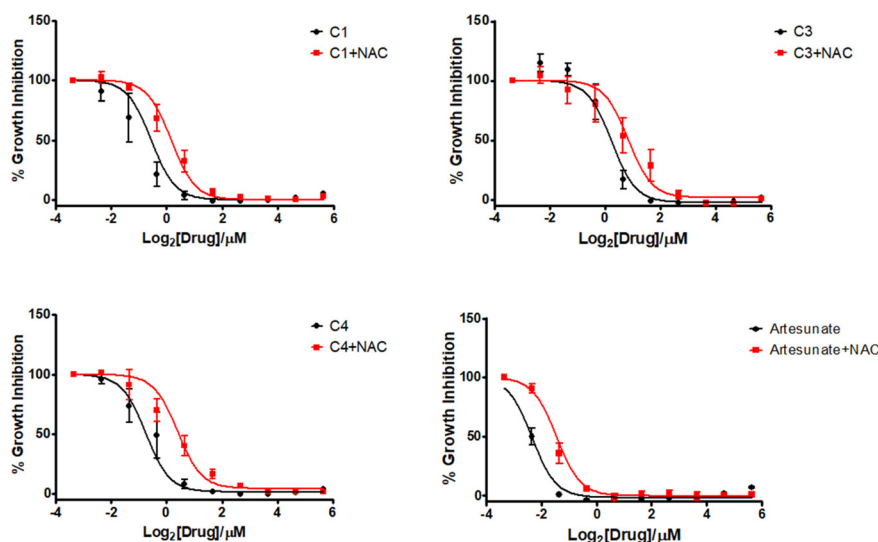 150
C1
C1+NAC
100
50
0
% Growth Inhibition
-4 -2 0 2 4 6
Log2[Drug]/µM
150
C3
C3+NAC
100
50
0
% Growth Inhibition
-4 -2 0 2 4 6
Log2[Drug]/µM
150
C4
C4+NAC
100
50
0
% Growth Inhibition
-4 -2 0 2 4 6
Log2[Drug]/µM
150
Artesunate
Artesunate+NAC
100
50
0
% Growth Inhibition
-4 -2 0 2 4 6
Log2[Drug]/µM